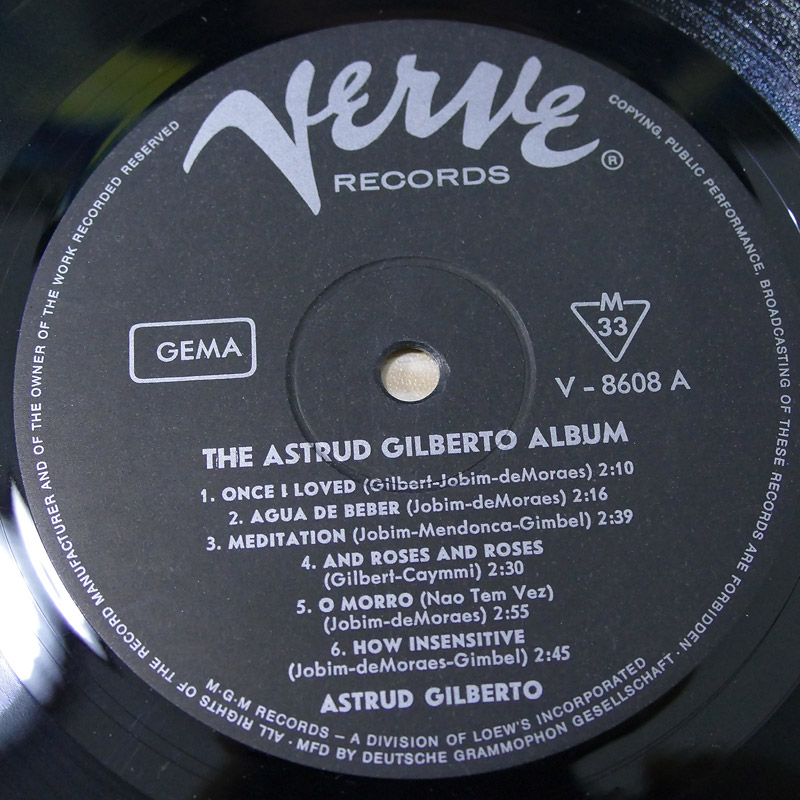 Verve
RECORDS ®
GEMA
M
33
V - 8608 A
THE ASTRUD GILBERTO ALBUM
1. ONCE I LOVED (Gilbert-Jobim-deMoraes) 2:10
2. AGUA DE BEBER (Jobim-deMoraes) 2:16
3. MEDITATION (Jobim-Mendonca-Gimbel) 2:39
4. AND ROSES AND ROSES
(Gilbert-Caymmi) 2:30
5. O MORRO (Nao Tem Vez)
(Jobim-deMoraes) 2:55
6. HOW INSENSITIVE
(Jobim-deMoraes-Gimbel) 2:45
ASTRUD GILBERTO
M·G·M RECORDS – A DIVISION OF LOEW'S INCORPORATED
ALL RIGHTS OF THE RECORD MANUFACTURER AND OF THE OWNER OF THE WORK RECORDED RESERVED
COPYING, PUBLIC PERFORMANCE, BROADCASTING OF THESE RECORDS ARE FORBIDDEN
· MFD BY DEUTSCHE GRAMMOPHON GESELLSCHAFT ·